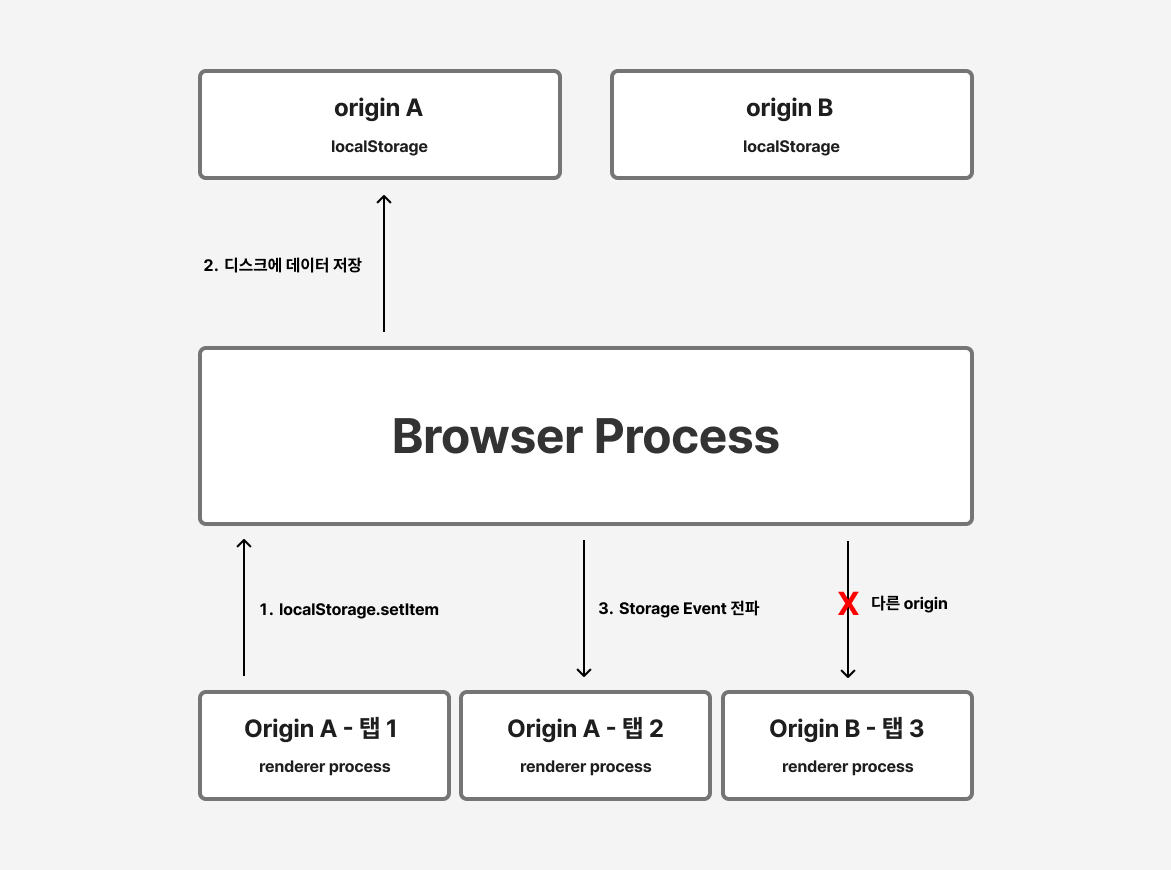 origin A
localStorage
origin B
localStorage
2. 디스크에 데이터 저장
Browser Process
1. localStorage.setItem
3. Storage Event 전파
X
다른 origin
Origin A - 탭 1
renderer process
Origin A - 탭 2
renderer process
Origin B - 탭 3
renderer process